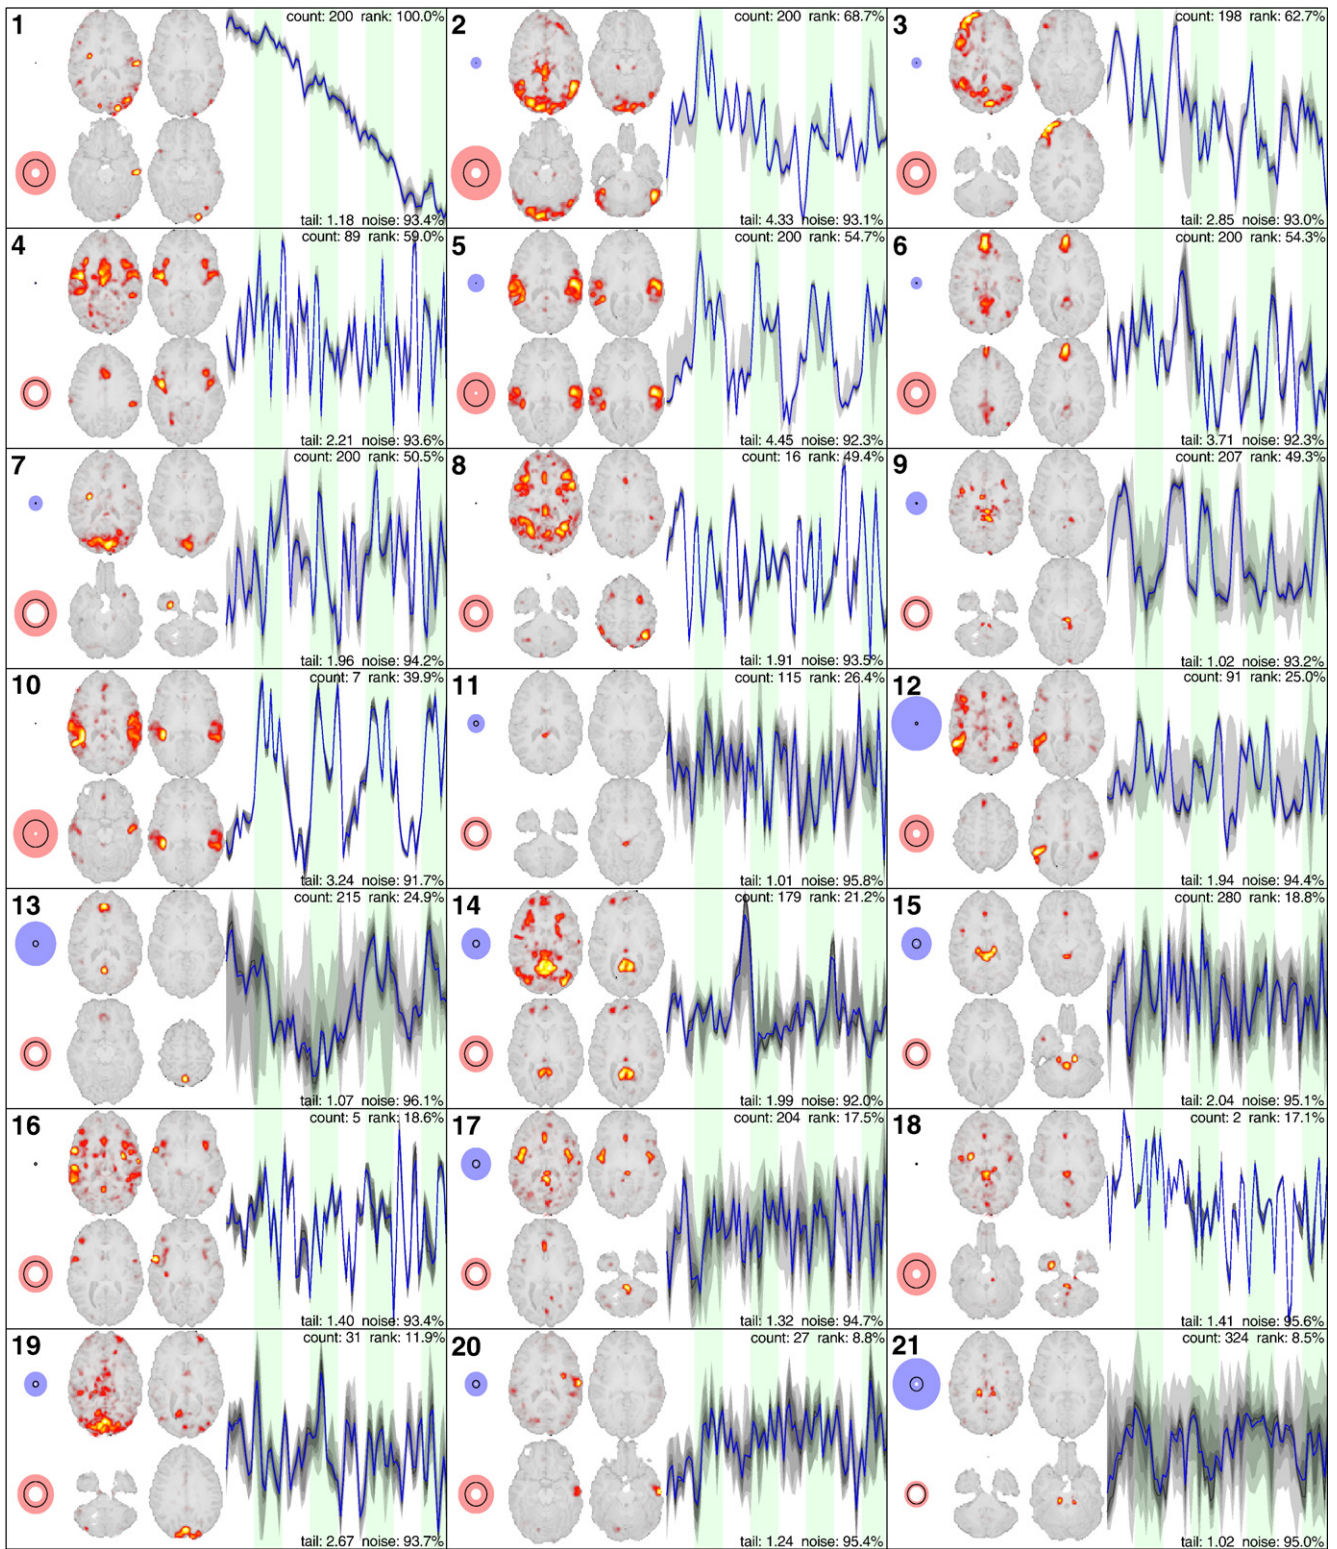 1
count: 200 rank: 100.0%
tail: 1.18 noise: 93.4%
2
count: 200 rank: 68.7%
tail: 4.33 noise: 93.1%
3
count: 198 rank: 62.7%
tail: 2.85 noise: 93.0%
4
count: 89 rank: 59.0%
tail: 2.21 noise: 93.6%
5
count: 200 rank: 54.7%
tail: 4.45 noise: 92.3%
6
count: 200 rank: 54.3%
tail: 3.71 noise: 92.3%
7
count: 200 rank: 50.5%
tail: 1.96 noise: 94.2%
8
count: 16 rank: 49.4%
tail: 1.91 noise: 93.5%
9
count: 207 rank: 49.3%
tail: 1.02 noise: 93.2%
10
count: 7 rank: 39.9%
tail: 3.24 noise: 91.7%
11
count: 115 rank: 26.4%
tail: 1.01 noise: 95.8%
12
count: 91 rank: 25.0%
tail: 1.94 noise: 94.4%
13
count: 215 rank: 24.9%
tail: 1.07 noise: 96.1%
14
count: 179 rank: 21.2%
tail: 1.99 noise: 92.0%
15
count: 280 rank: 18.8%
tail: 2.04 noise: 95.1%
16
count: 5 rank: 18.6%
tail: 1.40 noise: 93.4%
17
count: 204 rank: 17.5%
tail: 1.32 noise: 94.7%
18
count: 2 rank: 17.1%
tail: 1.41 noise: 95.6%
19
count: 31 rank: 11.9%
tail: 2.67 noise: 93.7%
20
count: 27 rank: 8.8%
tail: 1.24 noise: 95.4%
21
count: 324 rank: 8.5%
tail: 1.02 noise: 95.0%